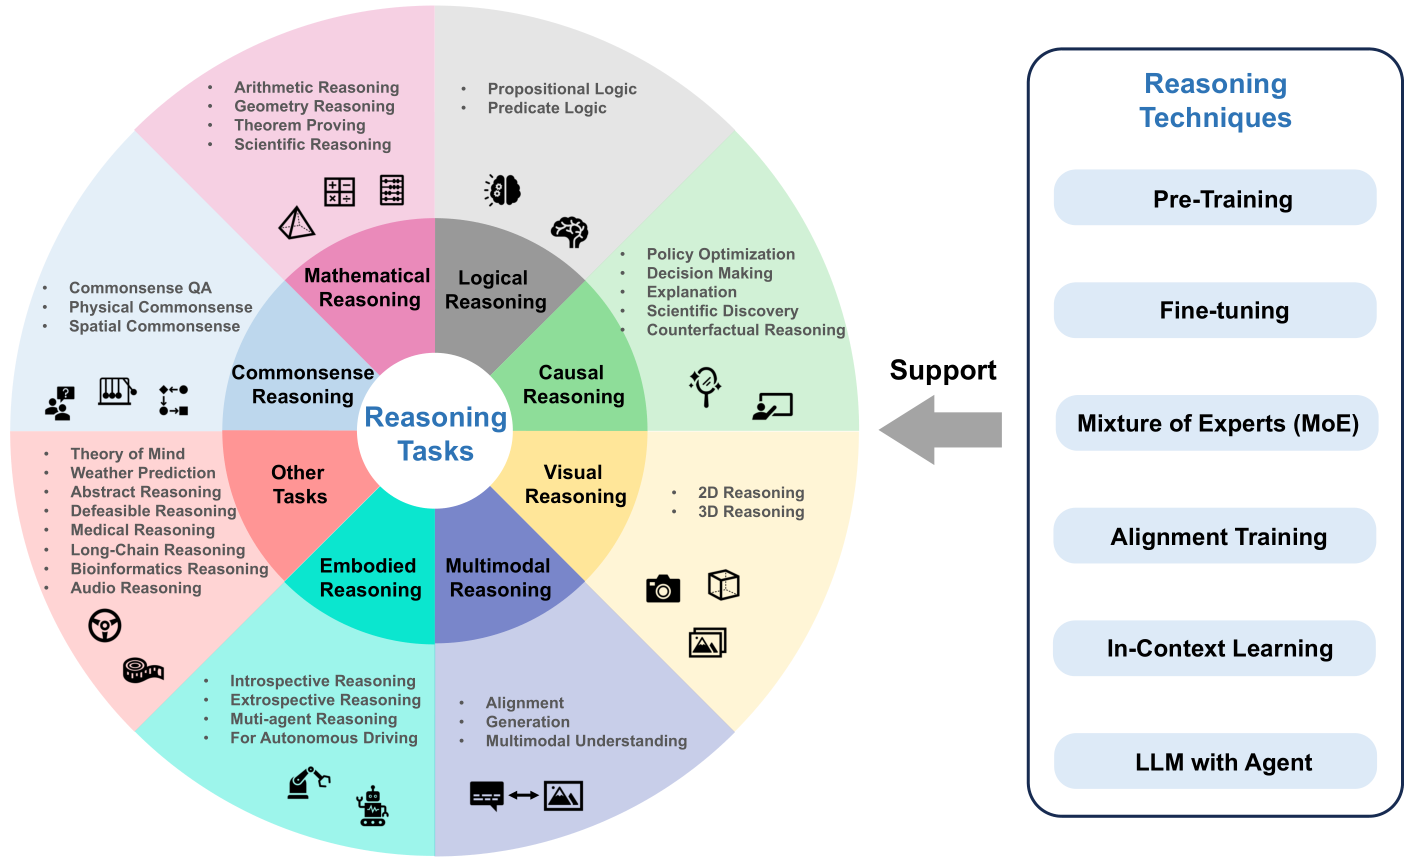 • Arithmetic Reasoning
• Geometry Reasoning
• Theorem Proving
• Scientific Reasoning
Mathematical
Reasoning
• Propositional Logic
• Predicate Logic
Logical
Reasoning
• Policy Optimization
• Decision Making
• Explanation
• Scientific Discovery
• Counterfactual Reasoning
Causal
Reasoning
• 2D Reasoning
• 3D Reasoning
Visual
Reasoning
• Alignment
• Generation
• Multimodal Understanding
Multimodal
Reasoning
• Introspective Reasoning
• Extrospective Reasoning
• Muti-agent Reasoning
• For Autonomous Driving
Embodied
Reasoning
• Theory of Mind
• Weather Prediction
• Abstract Reasoning
• Defeasible Reasoning
• Medical Reasoning
• Long-Chain Reasoning
• Bioinformatics Reasoning
• Audio Reasoning
Other
Tasks
• Commonsense QA
• Physical Commonsense
• Spatial Commonsense
Commonsense
Reasoning
Reasoning
Tasks
Support
Reasoning
Techniques
Pre-Training
Fine-tuning
Mixture of Experts (MoE)
Alignment Training
In-Context Learning
LLM with Agent